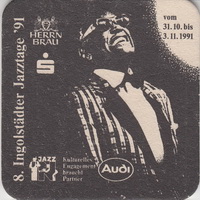 8. Ingolstädter Jazztage '91
HERRN
BRÄU
S
vom
31. 10. bis
3. 11. 1991
JAZZ
IN
Kulturelles
Engagement
braucht
Partner
Audi